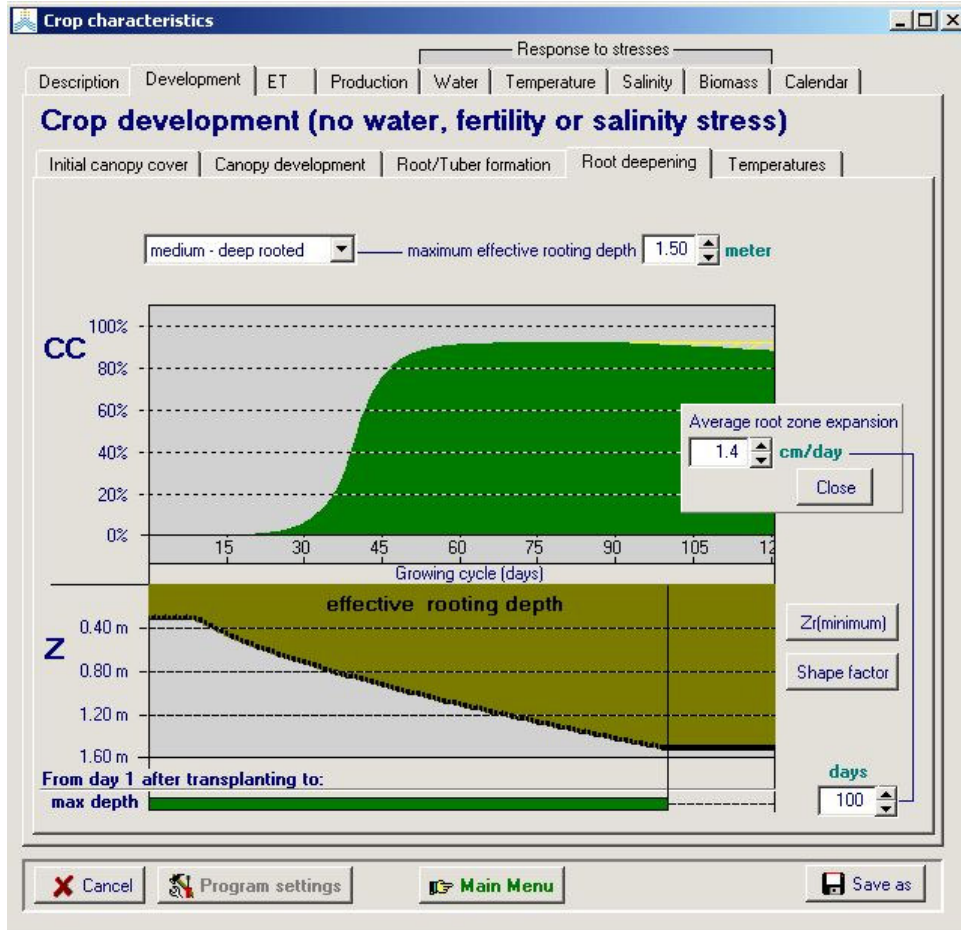 Crop characteristics
Response to stresses
Description Development ET Production Water Temperature Salinity Biomass Calendar
Crop development (no water, fertility or salinity stress)
Initial canopy cover Canopy development Root/Tuber formation Root deepening Temperatures
medium - deep rooted maximum effective rooting depth 1.50 meter
CC
100%
80%
60%
40%
20%
0%
Average root zone expansion
1.4 cm/day
Close
15 30 45 60 75 90 105 12
Growing cycle (days)
effective rooting depth
Z
0.40 m
0.80 m
1.20 m
1.60 m
Zr(minimum)
Shape factor
From day 1 after transplanting to:
max depth
days
100
Cancel Program settings Main Menu Save as